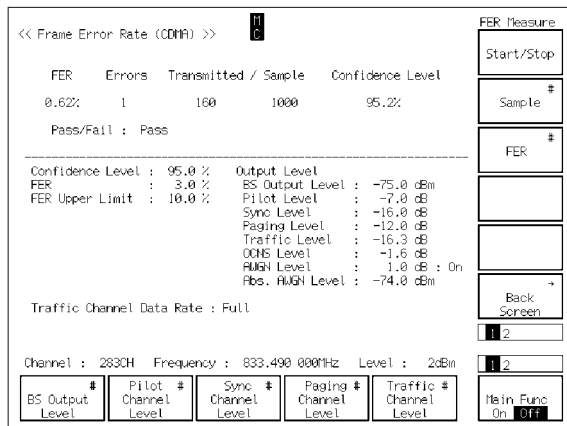 << Frame Error Rate (CDMA) >>
M
C
FER Errors Transmitted / Sample Confidence Level
0.62% 1 160 1000 95.2%
Pass/Fail : Pass
Confidence Level : 95.0 %
FER : 3.0 %
FER Upper Limit : 10.0 %
Output Level
BS Output Level : -75.0 dBm
Pilot Level : -7.0 dB
Sync Level : -16.0 dB
Paging Level : -12.0 dB
Traffic Level : -16.3 dB
OCNS Level : -1.6 dB
AWGN Level : 1.0 dB : On
Abs. AWGN Level : -74.0 dBm
Traffic Channel Data Rate : Full
Channel : 283CH Frequency : 833.490 000MHz Level : 2dBm
# BS Output Level
Pilot # Channel Level
Sync # Channel Level
Paging # Channel Level
Traffic # Channel Level
FER Measure
Start/Stop
# Sample
# FER
→ Back Screen
1 2
1 2
Main Func
On Off